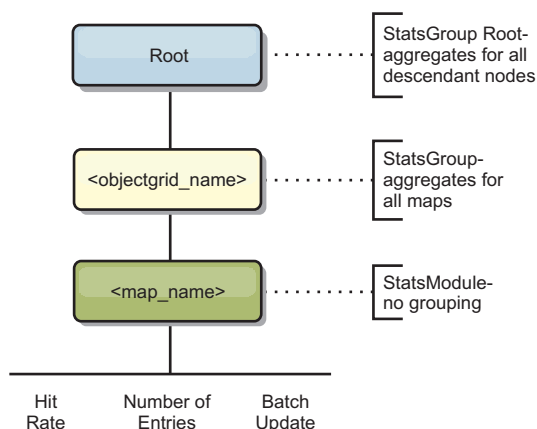 Root
StatsGroup Root-
aggregates for all
descendant nodes
<objectgrid_name>
StatsGroup-
aggregates for
all maps
<map_name>
StatsModule-
no grouping
Hit
Rate
Number of
Entries
Batch
Update